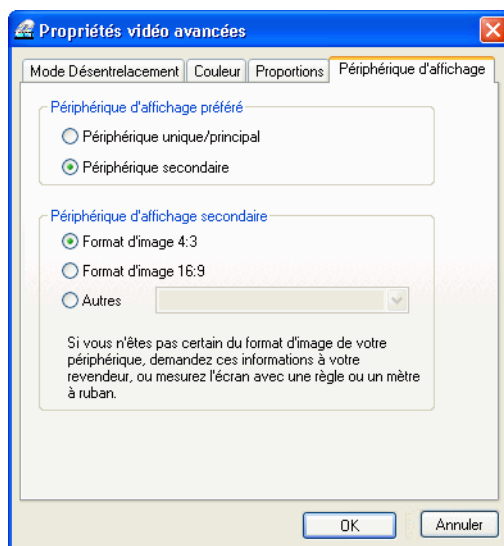 Propriétés vidéo avancées
Mode Désentrelacement Couleur Proportions Périphérique d'affichage
Périphérique d'affichage préféré
Périphérique unique/principal
Périphérique secondaire
Périphérique d'affichage secondaire
Format d'image 4:3
Format d'image 16:9
Autres
Si vous n'êtes pas certain du format d'image de votre
périphérique, demandez ces informations à votre
revendeur, ou mesurez l'écran avec une règle ou un mètre
à ruban.
OK Annuler